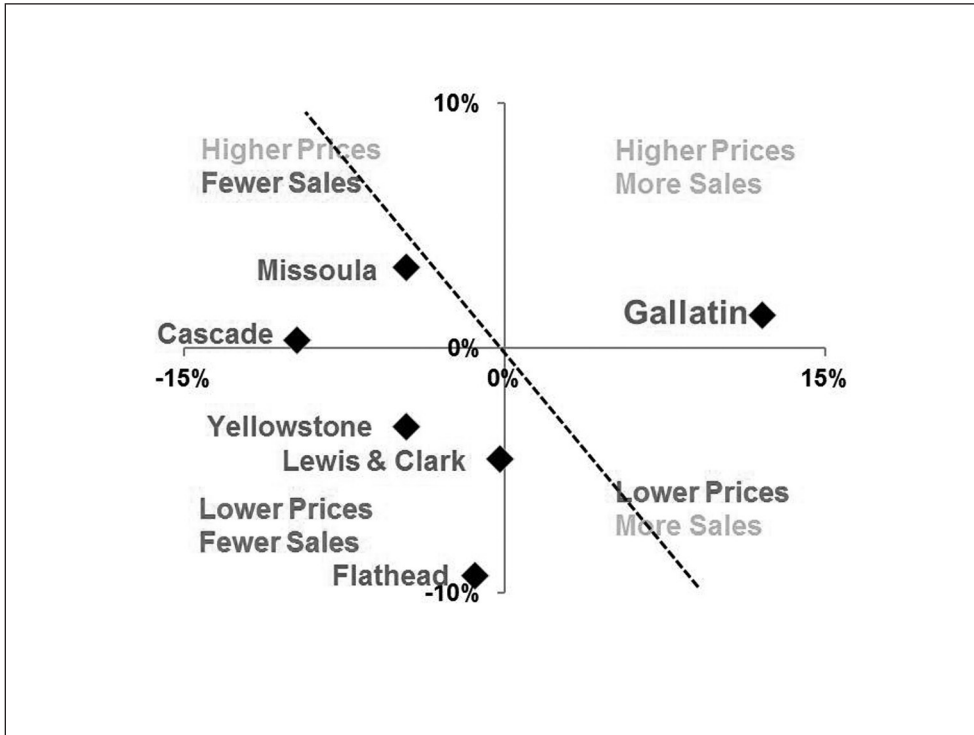 10%
Higher Prices
Fewer Sales
Higher Prices
More Sales
Missoula
Gallatin
Cascade
0%
-15%
0%
15%
Yellowstone
Lewis & Clark
Lower Prices
More Sales
Lower Prices
Fewer Sales
Flathead
-10%